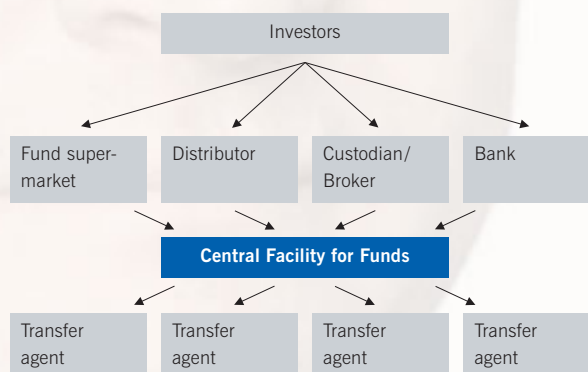 Investors
Fund super-
market
Distributor
Custodian/
Broker
Bank
Central Facility for Funds
Transfer
agent
Transfer
agent
Transfer
agent
Transfer
agent